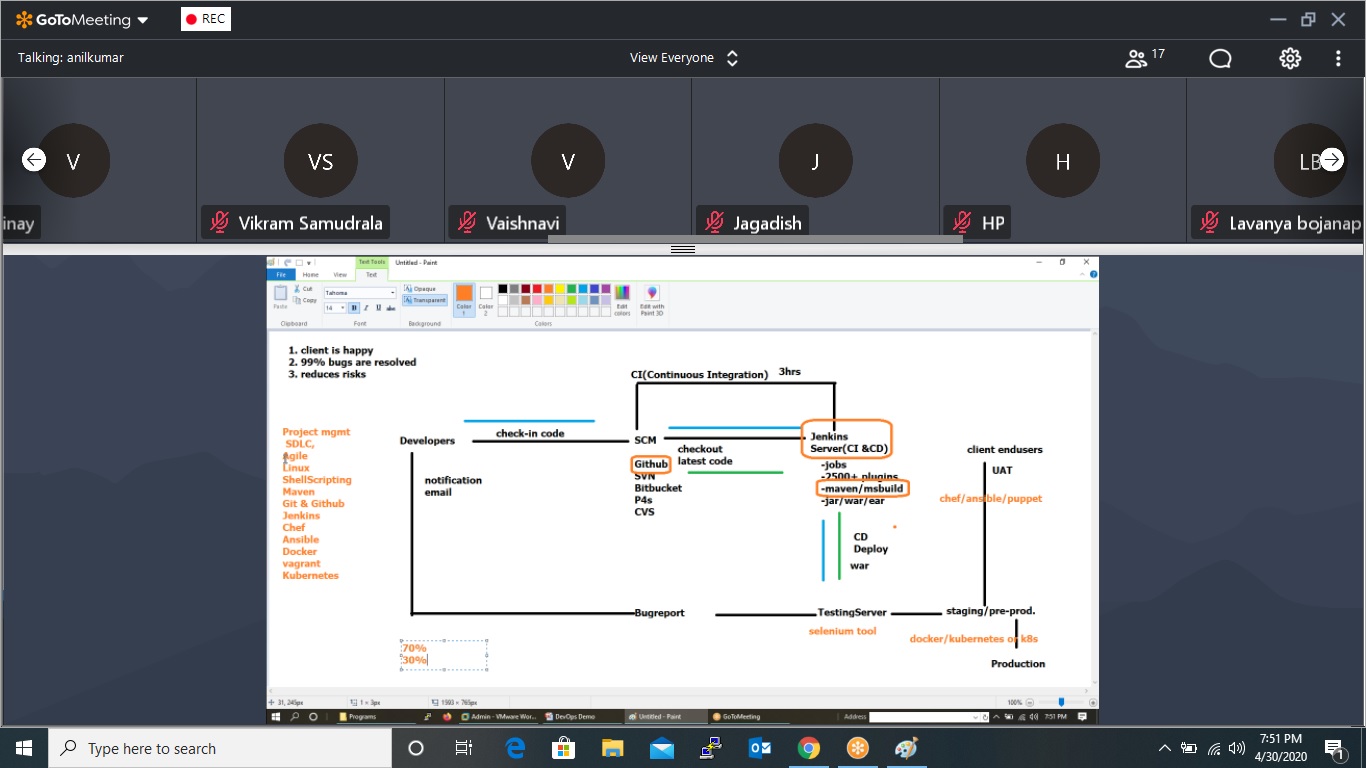 GoToMeeting
REC
Talking: anilkumar
View Everyone
17
V
VS
V
J
H
LB
inay
Vikram Samudrala
Vaishnavi
Jagadish
HP
Lavanya bojanap
Text Tools
Untitled - Paint
File
Home
View
Text
Paste
Cut
Copy
Clipboard
Tahoma
14
B
I
U
abc
Font
Opaque
Transparent
Background
Color 1
Color 2
Edit colors
Colors
Edit with Paint 3D
1. client is happy
2. 99% bugs are resolved
3. reduces risks
CI(Continuous Integration) 3hrs
Project mgmt
SDLC,
Agile
Linux
ShellScripting
Maven
Git & Github
Jenkins
Chef
Ansible
Docker
vagrant
Kubernetes
Developers
check-in code
notification
email
SCM
Github
SVN
Bitbucket
P4s
CVS
checkout
latest code
Jenkins
Server(CI &CD)
-jobs
-2500+ plugins
-maven/msbuild
-jar/war/ear
CD
Deploy
war
client endusers
UAT
chef/ansible/puppet
Bugreport
TestingServer
selenium tool
staging/pre-prod.
docker/kubernetes or k8s
Production
70%
30%
31, 245px
1 × 3px
1593 × 765px
100%
Programs
Admin - VMware Wor...
DevOps Demo
Untitled - Paint
GoToMeeting
Address
7:51 PM
Type here to search
7:51 PM
4/30/2020
1